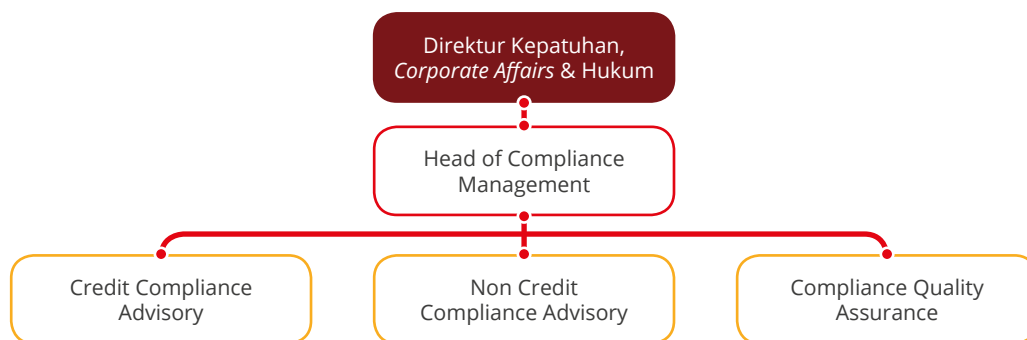 Direktur Kepatuhan,
Corporate Affairs & Hukum
Head of Compliance
Management
Credit Compliance
Advisory
Non Credit
Compliance Advisory
Compliance Quality
Assurance